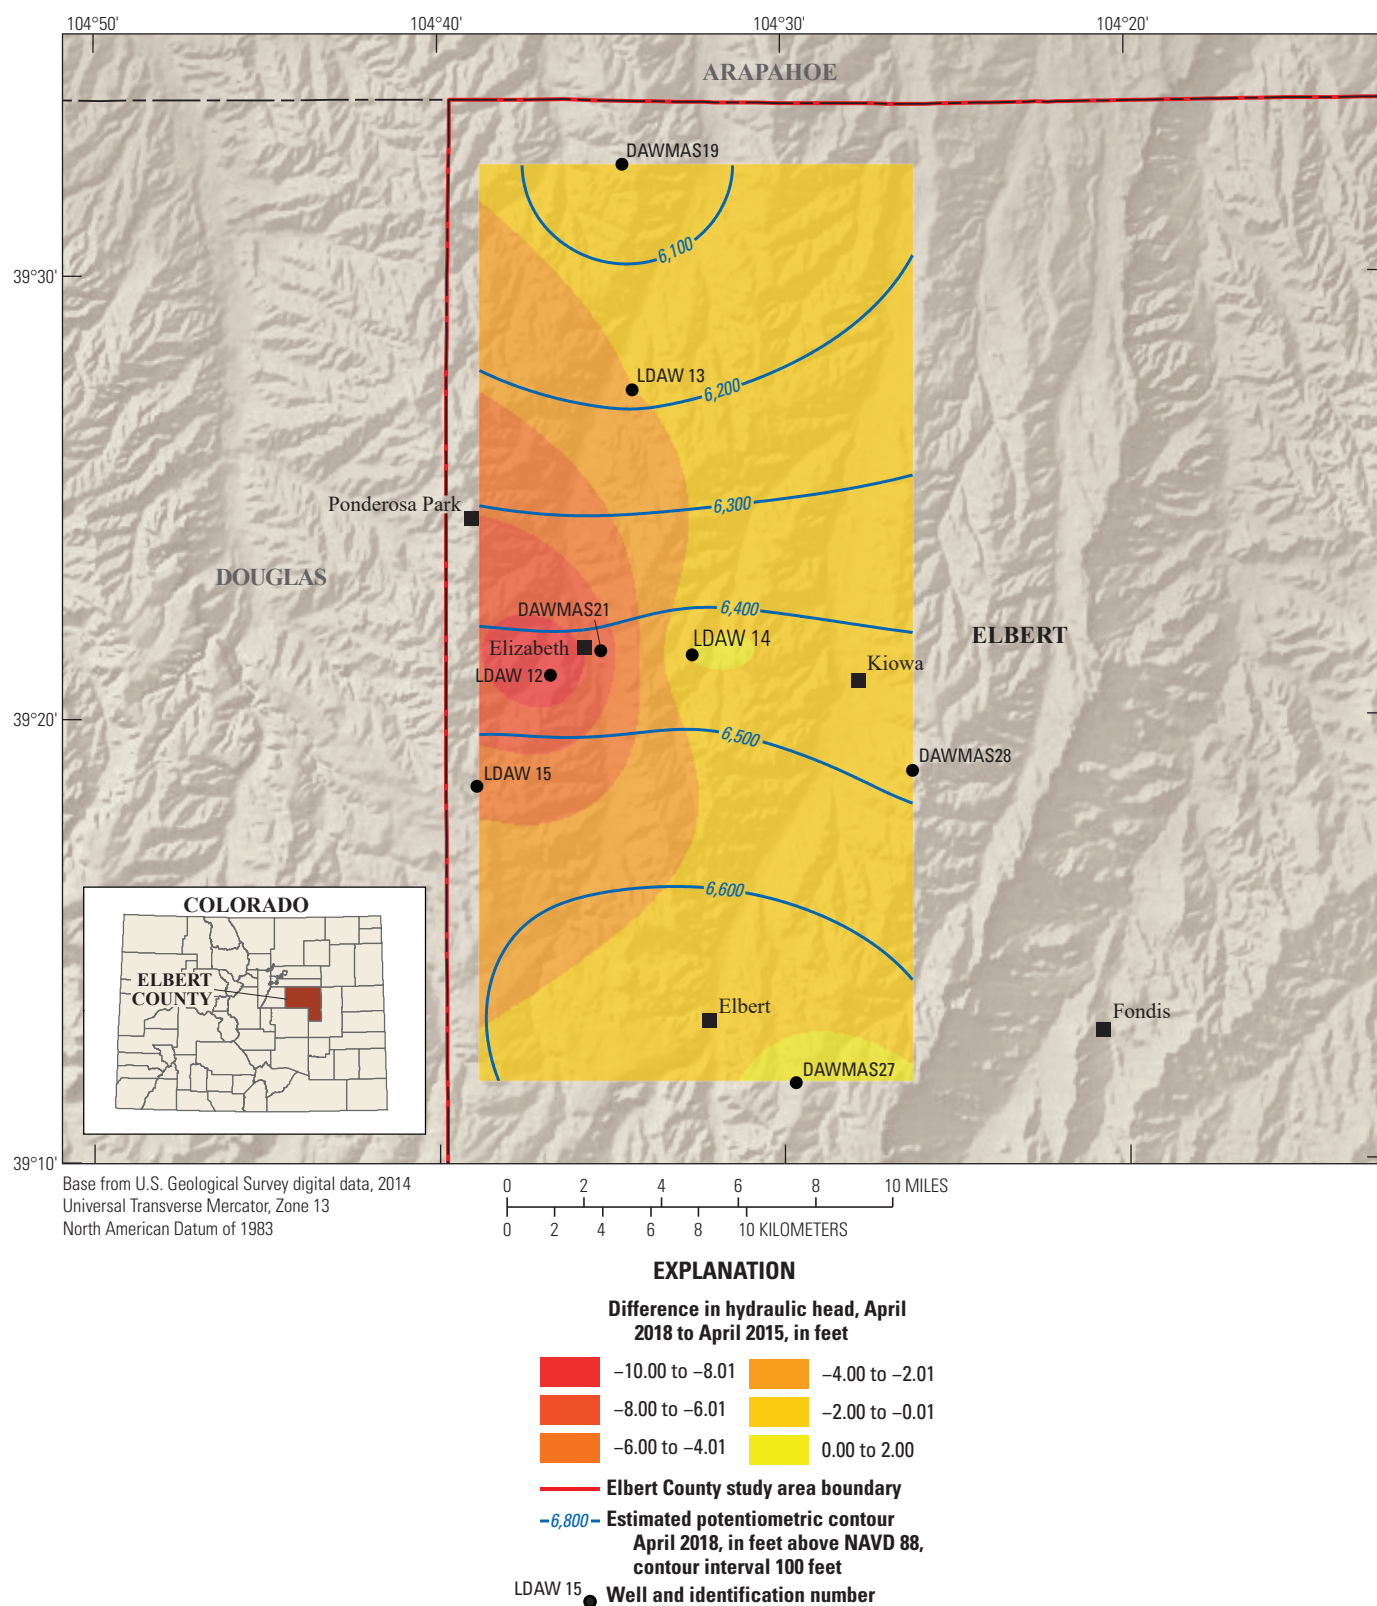 104°50'
104°40'
104°30'
104°20'
ARAPAHOE
DAWMAS19
6,100
39°30'
LDAW 13
6,200
Ponderosa Park
6,300
DOUGLAS
DAWMAS21
6,400
ELBERT
LDAW 14
Elizabeth
Kiowa
LDAW 12
39°20'
6,500
DAWMAS28
LDAW 15
6,600
COLORADO
ELBERT
COUNTY
Elbert
Fondis
DAWMAS27
39°10'
Base from U.S. Geological Survey digital data, 2014
Universal Transverse Mercator, Zone 13
North American Datum of 1983
0 2 4 6 8 10 MILES
0 2 4 6 8 10 KILOMETERS
EXPLANATION
Difference in hydraulic head, April
2018 to April 2015, in feet
−10.00 to −8.01
−8.00 to −6.01
−6.00 to −4.01
−4.00 to −2.01
−2.00 to −0.01
0.00 to 2.00
Elbert County study area boundary
6,800 Estimated potentiometric contour
April 2018, in feet above NAVD 88,
contour interval 100 feet
LDAW 15 Well and identification number